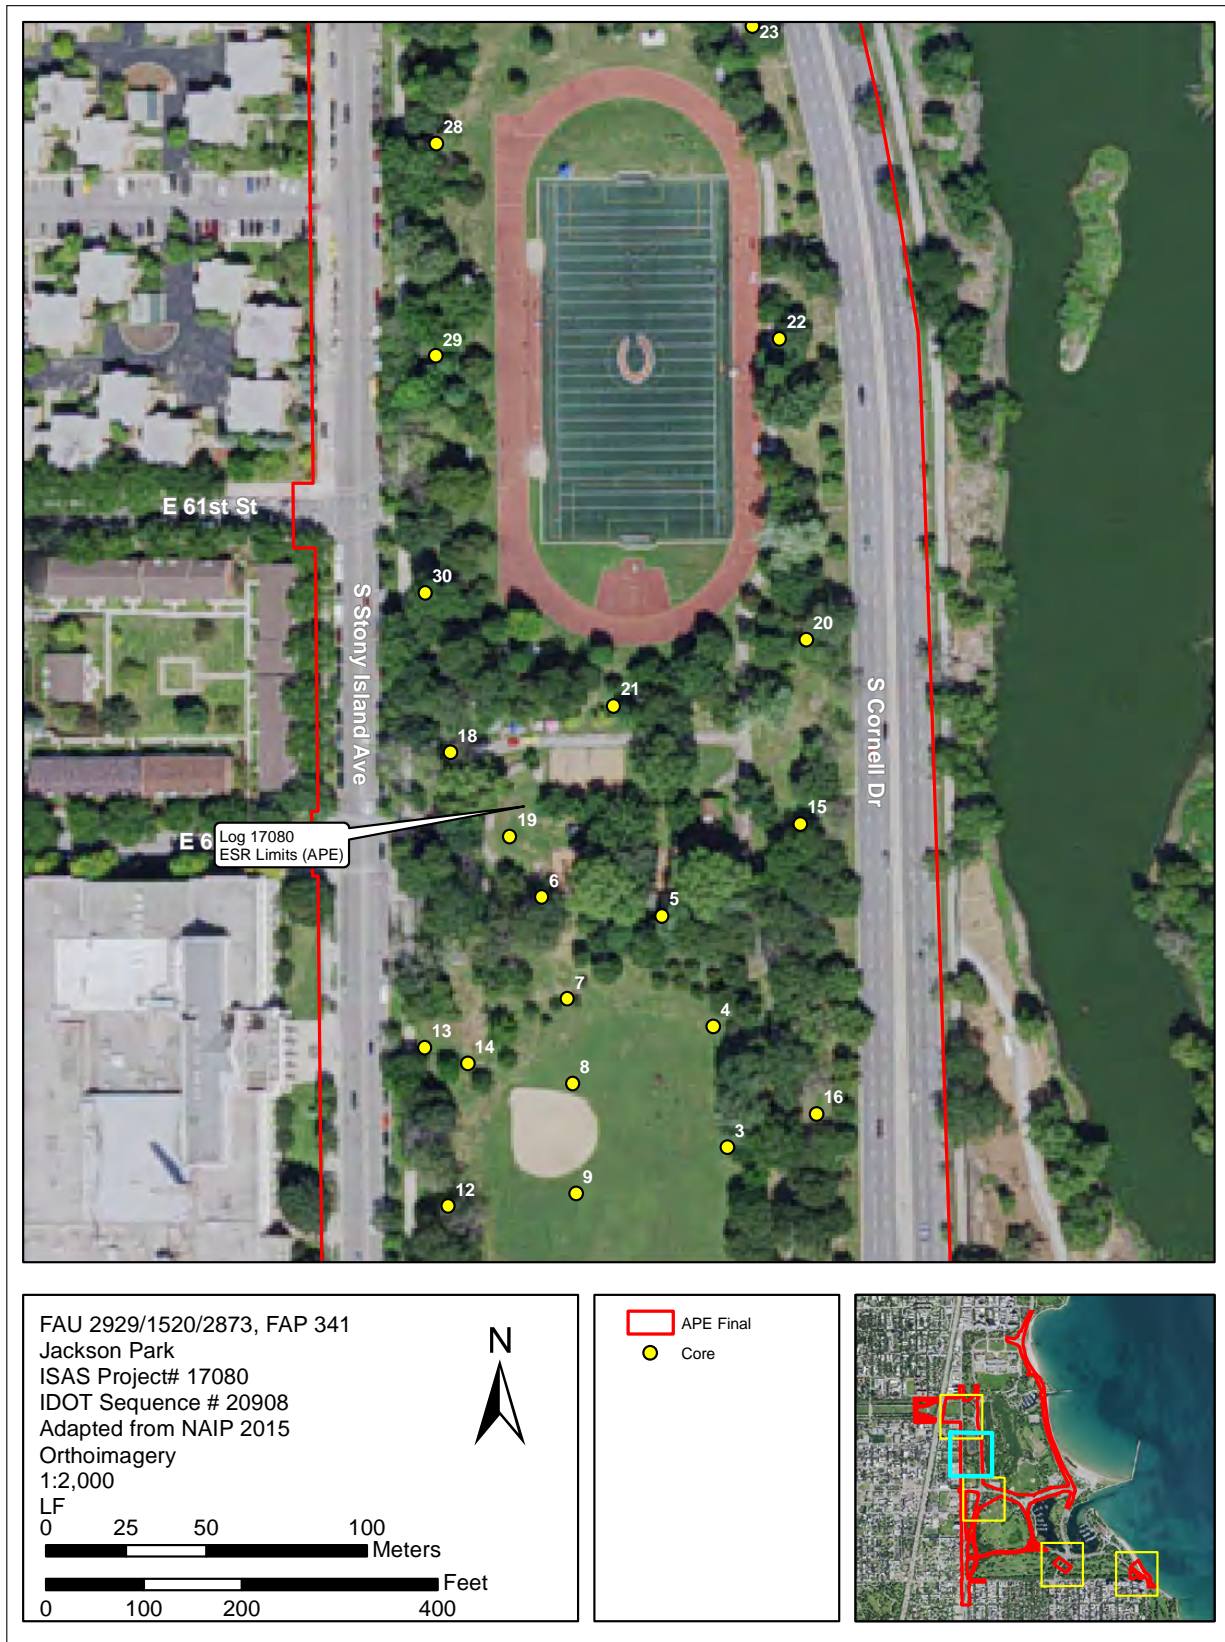 23
28
22
29
E 61st St
30
S Stony Island Ave
20
21
S Cornell Dr
18
15
19
E 6
Log 17080
ESR Limits (APE)
6
5
7
4
13
14
8
16
3
9
12
FAU 2929/1520/2873, FAP 341
Jackson Park
ISAS Project# 17080
IDOT Sequence # 20908
Adapted from NAIP 2015
Orthoimagery
1:2,000
LF
N
0 25 50 100
Meters
Feet
0 100 200 400
APE Final
Core